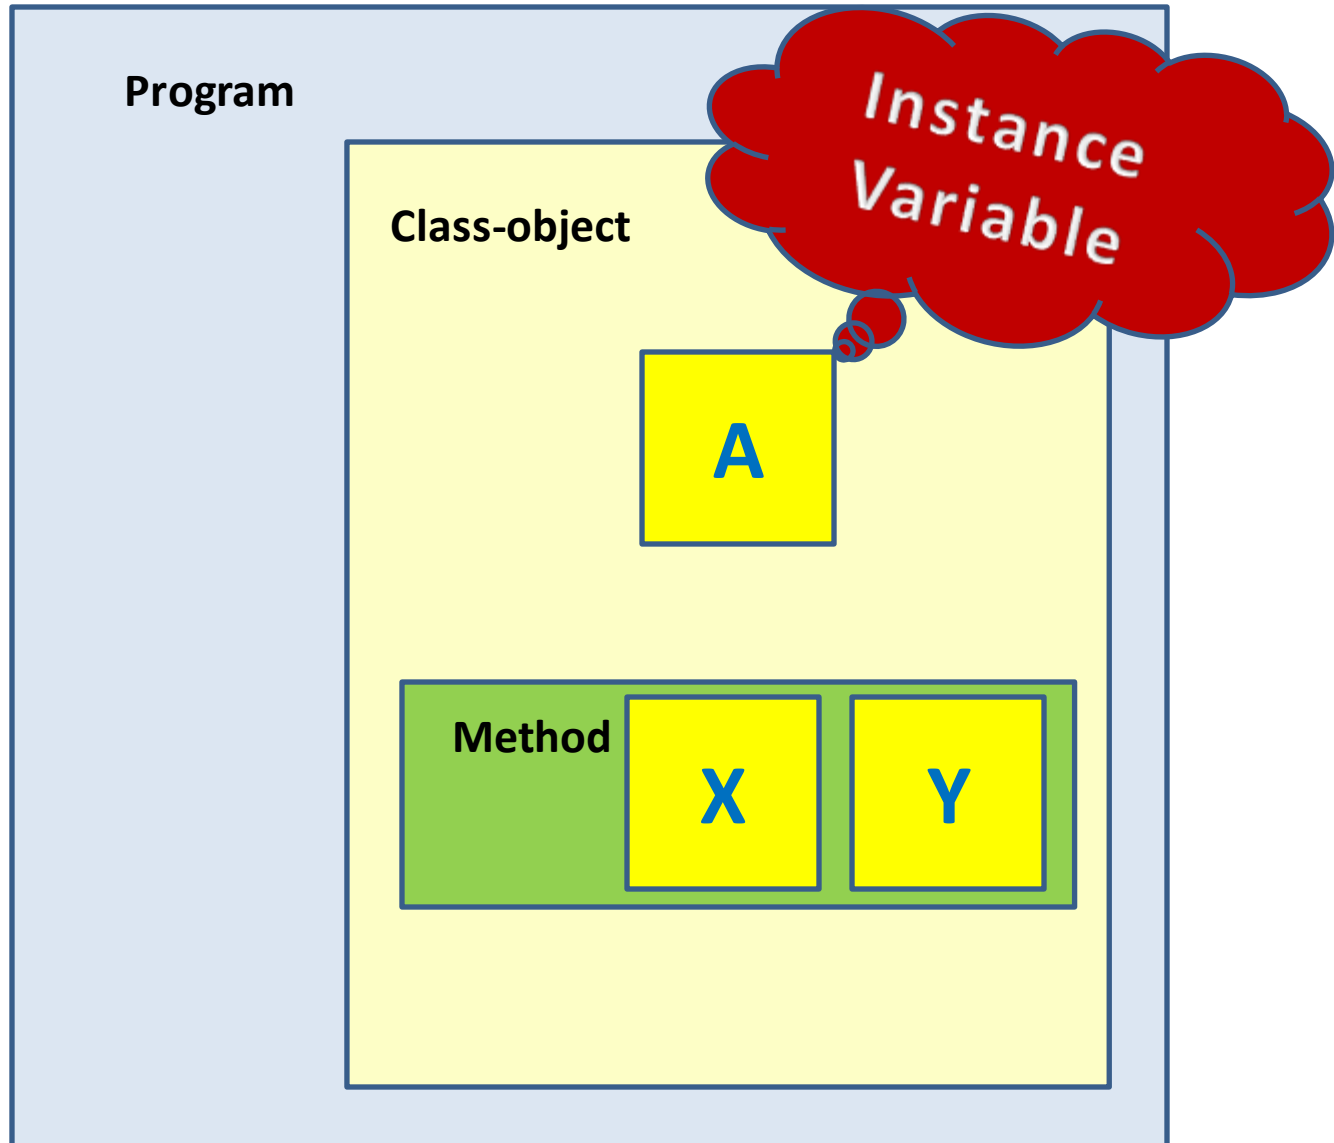 Program
Instance
Variable
Class-object
A
Method
X
Y